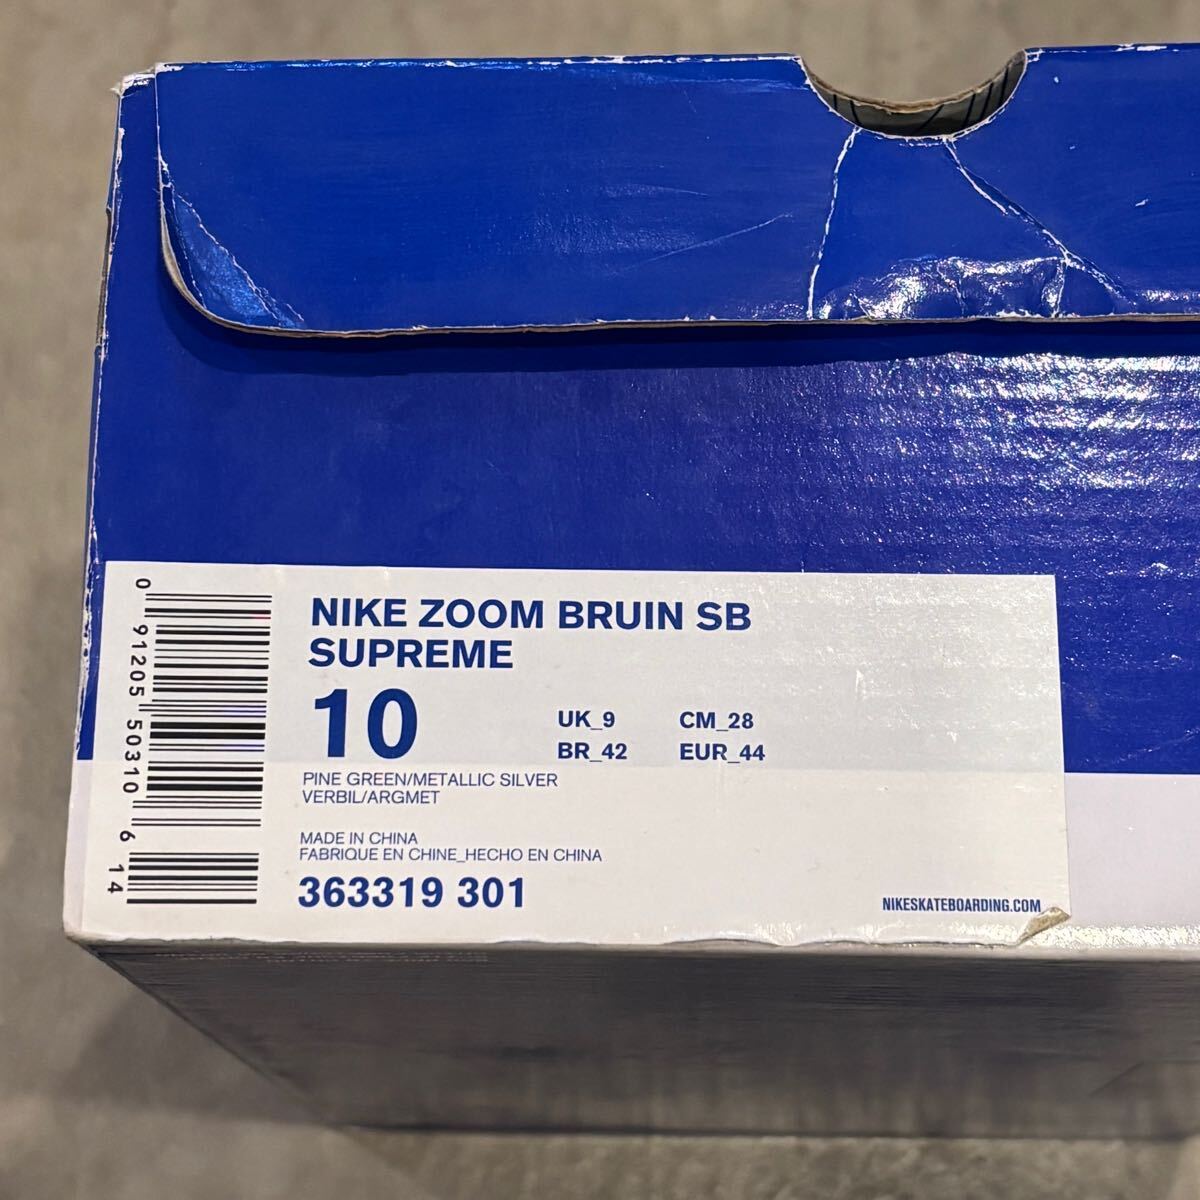 NIKE ZOOM BRUIN SB
SUPREME
10
UK_9 CM_28
BR_42 EUR_44
PINE GREEN/METALLIC SILVER
VERBIL/ARGMET
MADE IN CHINA
FABRIQUE EN CHINE_HECHO EN CHINA
363319 301
NIKESKATEBOARDING.COM
0 91205 50310 6 14